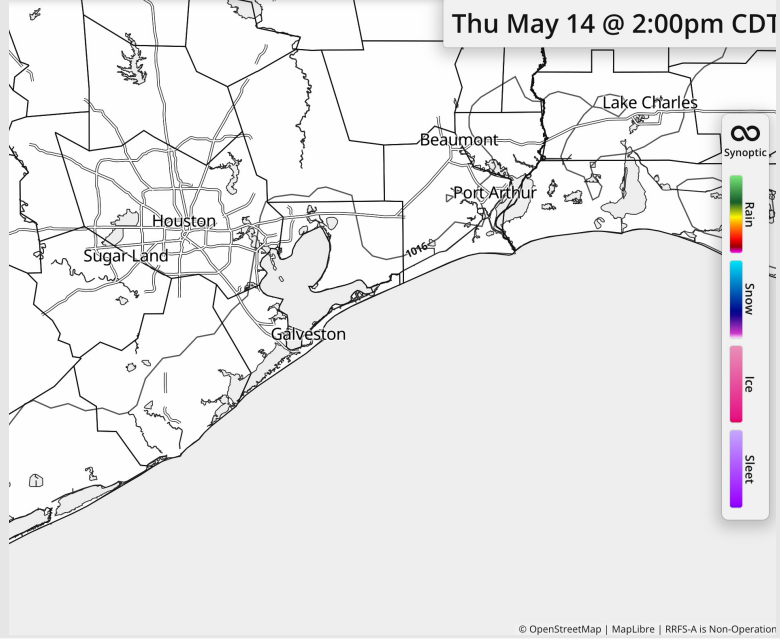 Thu May 14 @ 2:00pm CDT
Lake Charles
Beaumont
Synoptic
Port Arthur
Rain
Houston
1016
Sugar Land
Snow
Galveston
Ice
Sleet
© OpenStreetMap | MapLibre | RRFS-A is Non-Operation